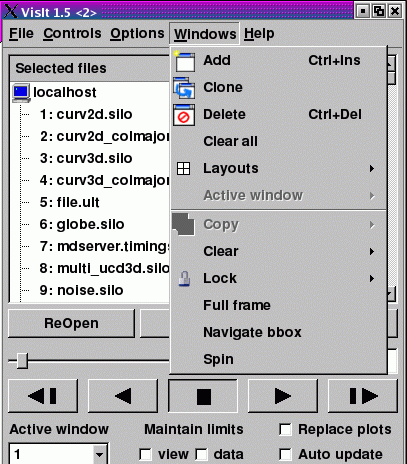 VisIt 1.5 <2>
File Controls Options Windows Help
Selected files
localhost
1: curv2d.silo
2: curv2d_colmajor
3: curv3d.silo
4: curv3d_colmajor
5: file.ult
6: globe.silo
7: mdserver.timings
8: multi_ucd3d.silo
9: noise.silo
Add Ctrl+Ins
Clone
Delete Ctrl+Del
Clear all
Layouts
Active window
Copy
Clear
Lock
Full frame
Navigate bbox
Spin
ReOpen
Active window Maintain limits Replace plots
1 view data Auto update